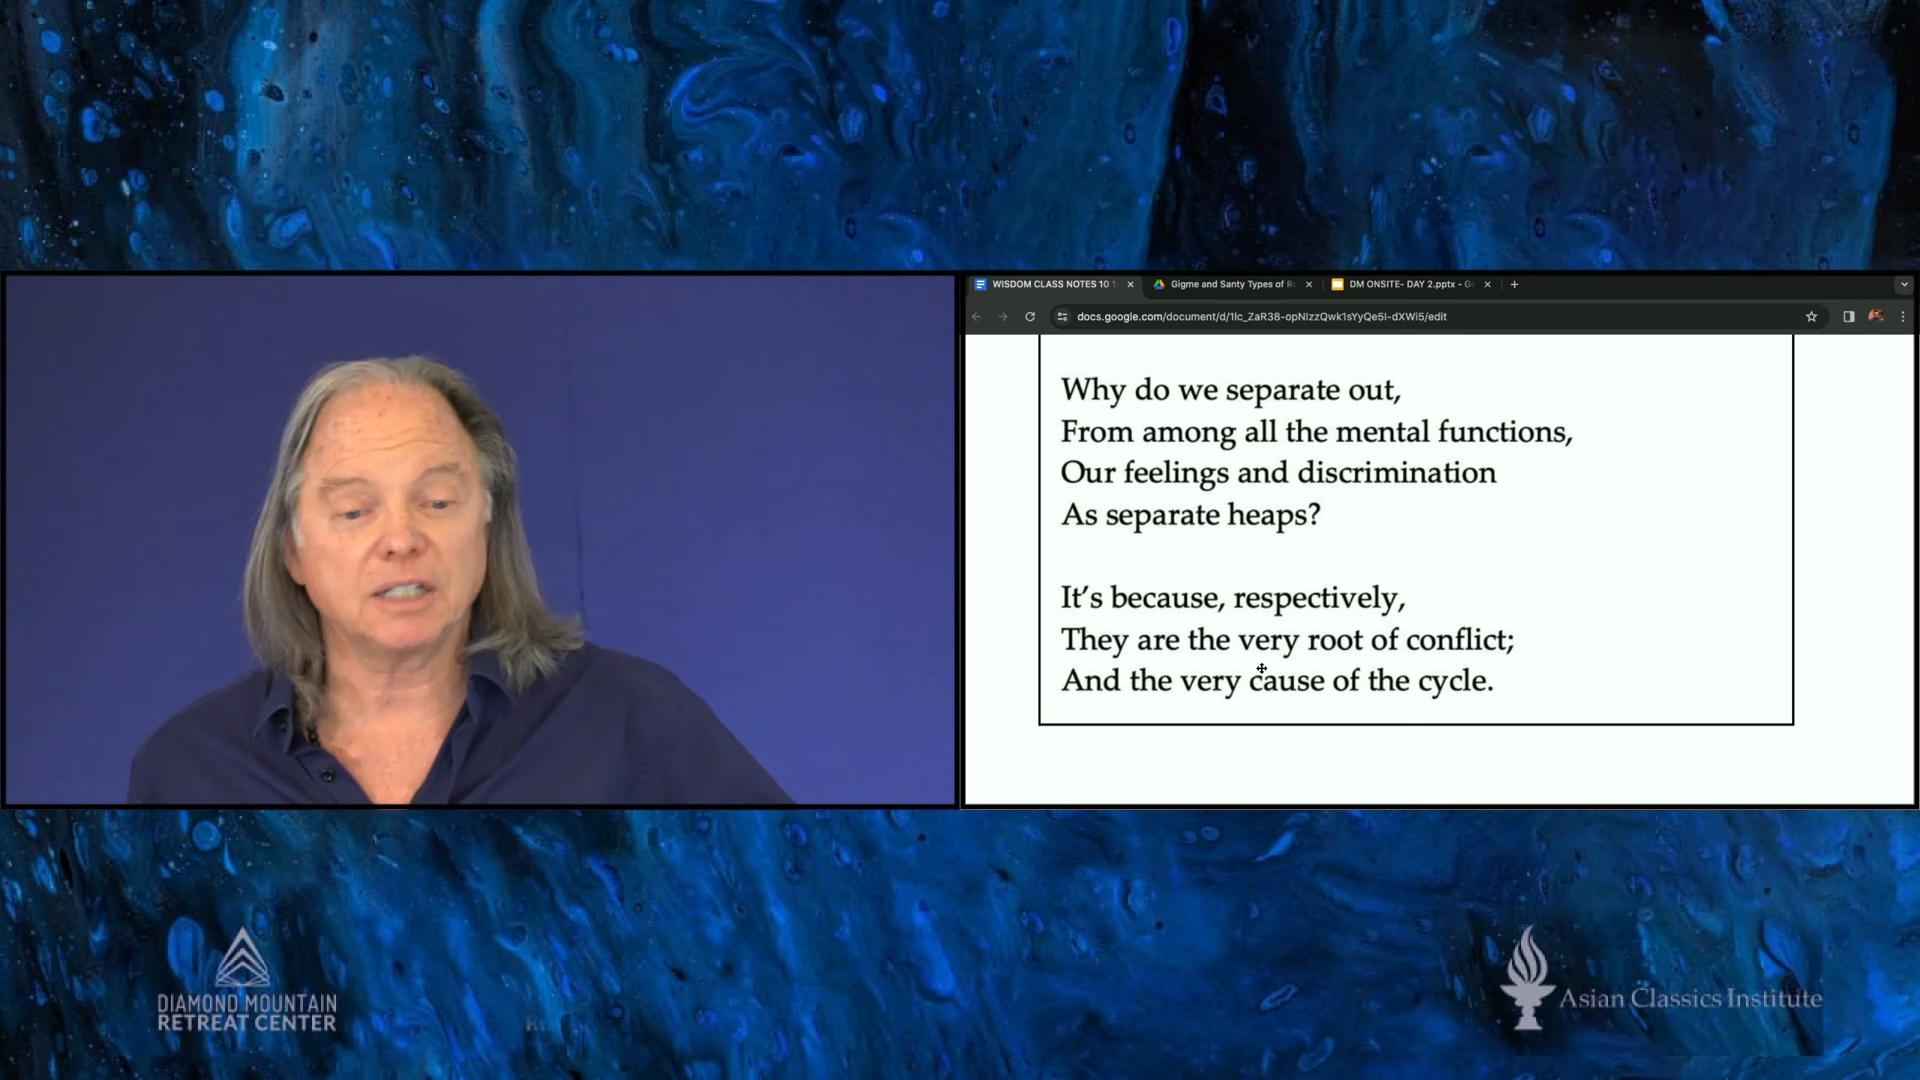 WISDOM CLASS NOTES 10
Gigme and Santy Types of
DM ONSITE- DAY 2.pptx - G
docs.google.com/document/d/1lc_ZaR38-opNlzzQwk1sYyQe5l-dXWi5/edit
Why do we separate out,
From among all the mental functions,
Our feelings and discrimination
As separate heaps?
It’s because, respectively,
They are the very root of conflict;
And the very cause of the cycle.
DIAMOND MOUNTAIN
RETREAT CENTER
Asian Classics Institute